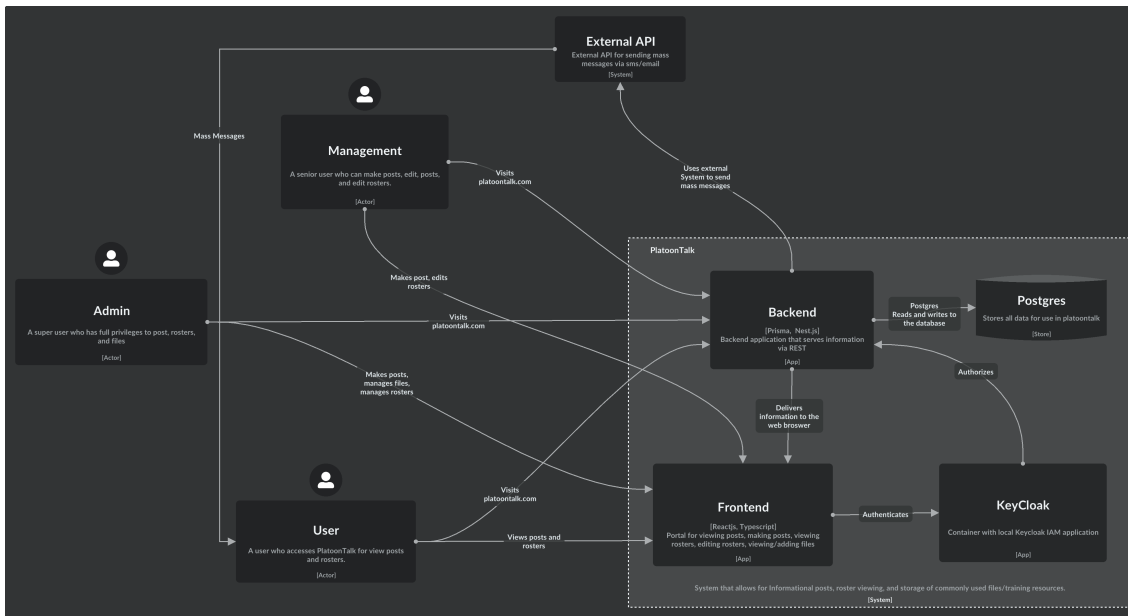 External API
External API for sending mass
messages via sms/email
[System]
Mass Messages
Management
A senior user who can make posts, edit, posts,
and edit rosters.
[Actor]
Visits
platoontalk.com
Uses external
System to send
mass messages
PlatoonTalk
Makes post, edits
rosters
Admin
A super user who has full privileges to post, rosters,
and files
[Actor]
Visits
platoontalk.com
Backend
[Prisma, Nest.js]
Backend application that serves information
via REST
[App]
Postgres
Reads and writes to
the database
Postgres
Stores all data for use in platoontalk
[Store]
Makes posts,
manages files,
manages rosters
Authorizes
Delivers
information to the
web broswer
Visits
platoontalk.com
User
A user who accesses PlatoonTalk for view posts
and rosters.
[Actor]
Views posts and
rosters
Frontend
[Reactjs, Typescript]
Portal for viewing posts, making posts, viewing
rosters, editing rosters, viewing/adding files
[App]
Authenticates
KeyCloak
Container with local Keycloak IAM application
[App]
System that allows for Informational posts, roster viewing, and storage of commonly used files/training resources.
[System]